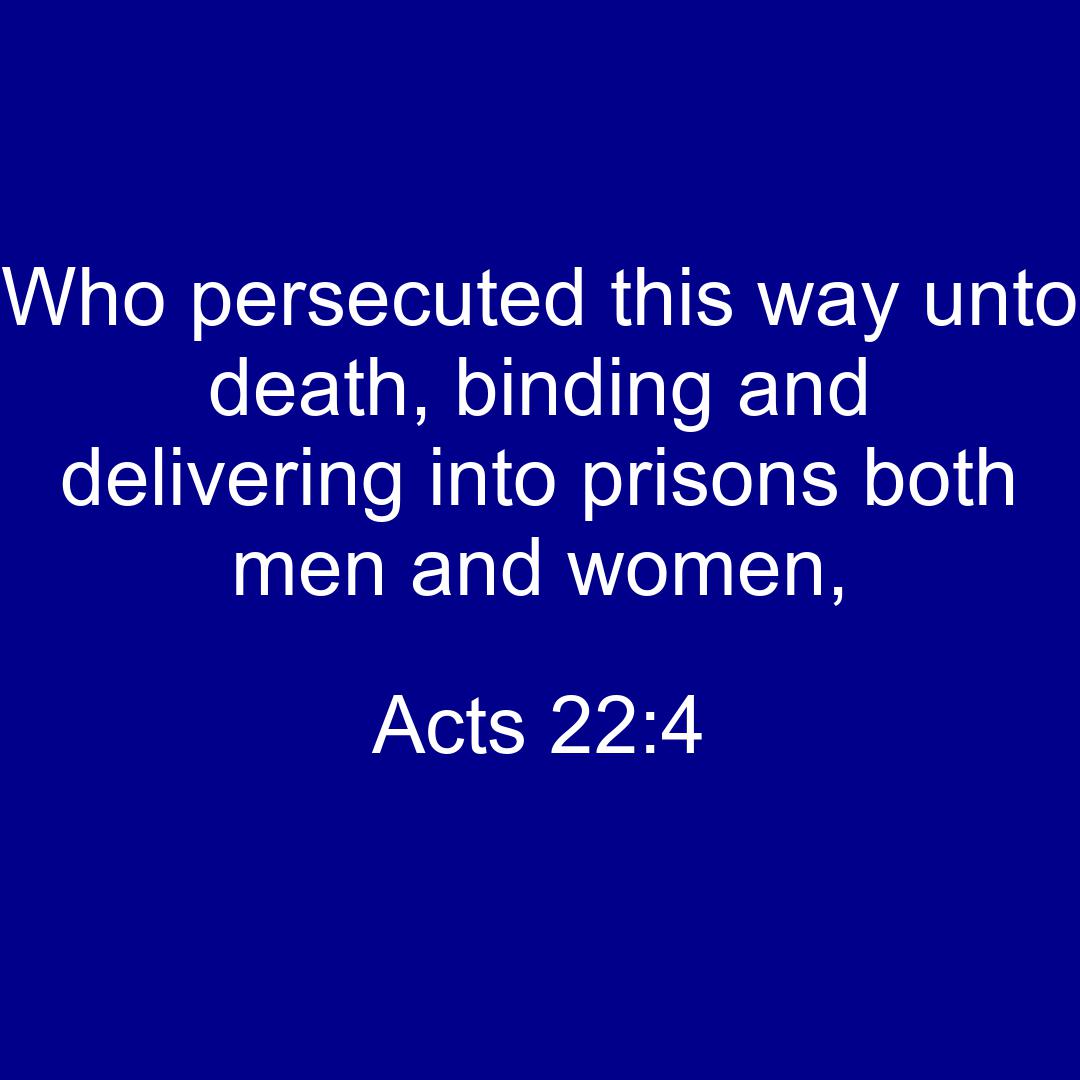 Who persecuted this way unto
death, binding and
delivering into prisons both
men and women,
Acts 22:4